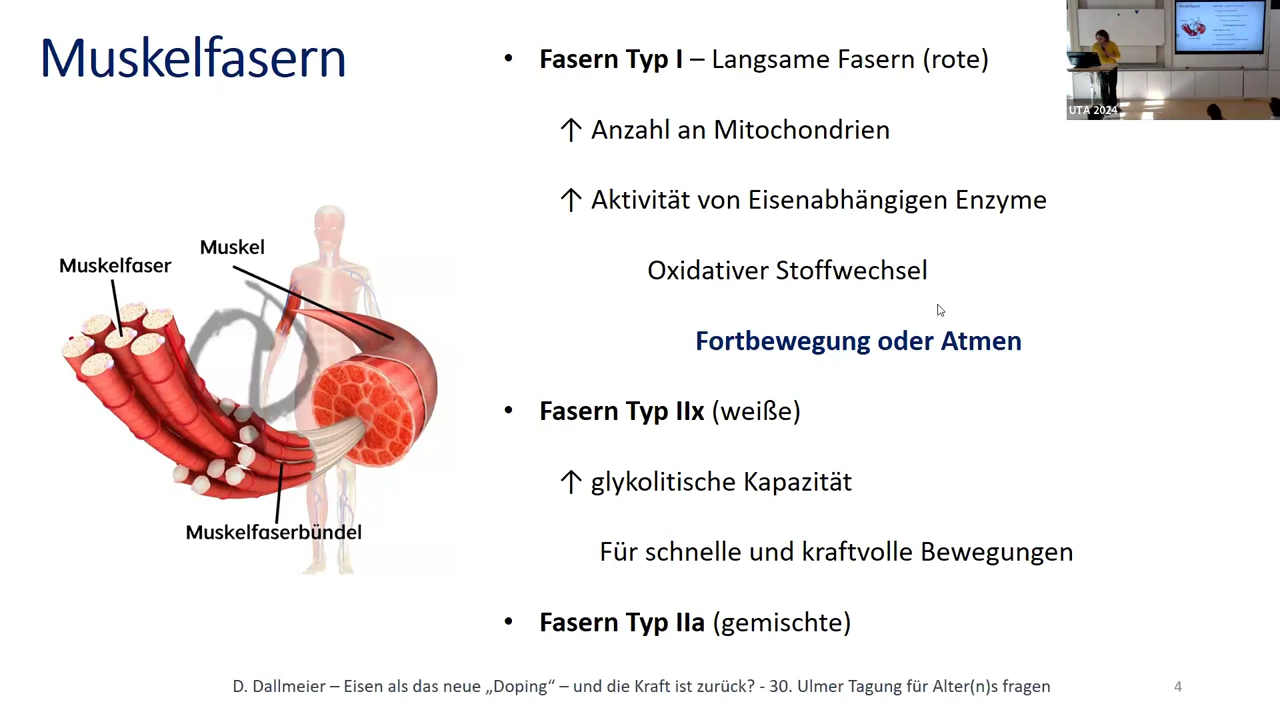 Muskelfasern
• Fasern Typ I – Langsame Fasern (rote)
↑ Anzahl an Mitochondrien
↑ Aktivität von Eisenabhängigen Enzyme
Oxidativer Stoffwechsel
Fortbewegung oder Atmen
• Fasern Typ IIx (weiße)
↑ glykolitische Kapazität
Für schnelle und kraftvolle Bewegungen
• Fasern Typ IIa (gemischte)
Muskel
Muskelfaser
Muskelfaserbündel
UTA 2024
D. Dallmeier – Eisen als das neue „Doping“ – und die Kraft ist zurück? - 30. Ulmer Tagung für Alter(n)s fragen
4